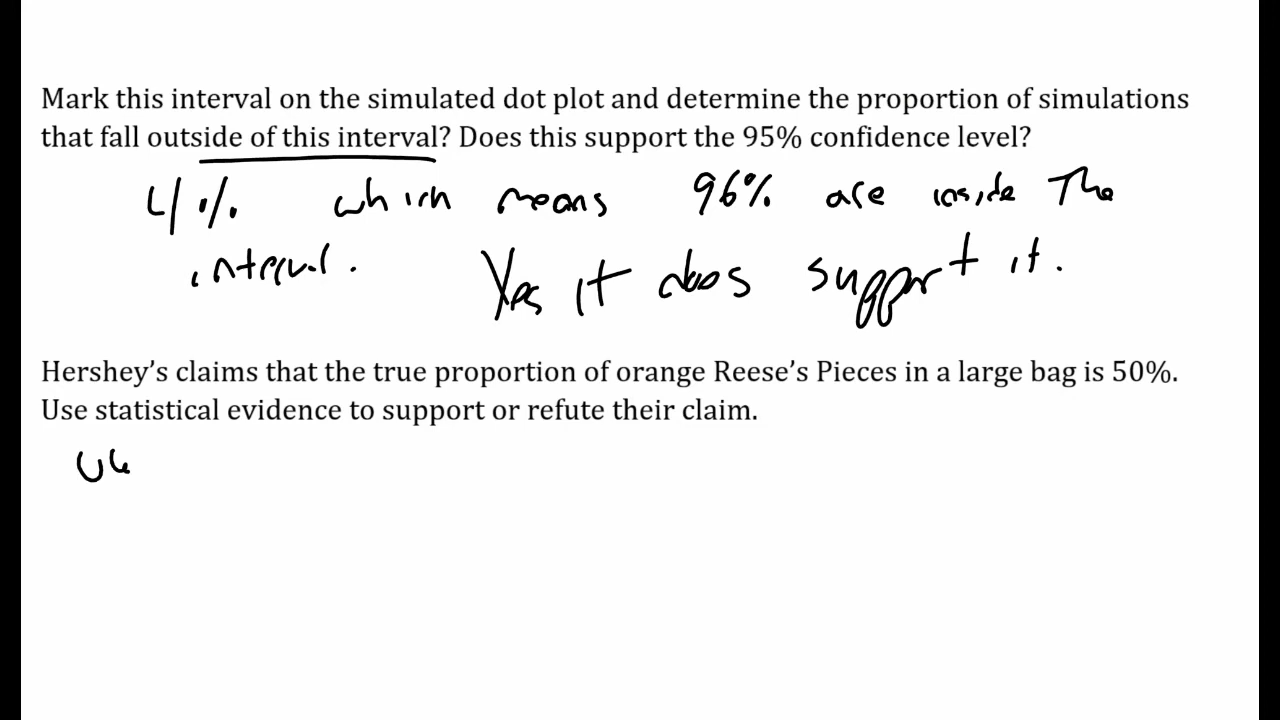 Mark this interval on the simulated dot plot and determine the proportion of simulations
that fall outside of this interval? Does this support the 95% confidence level?
4% which means 96% are inside The
interval. Yes it does support it.
Hershey’s claims that the true proportion of orange Reese’s Pieces in a large bag is 50%.
Use statistical evidence to support or refute their claim.